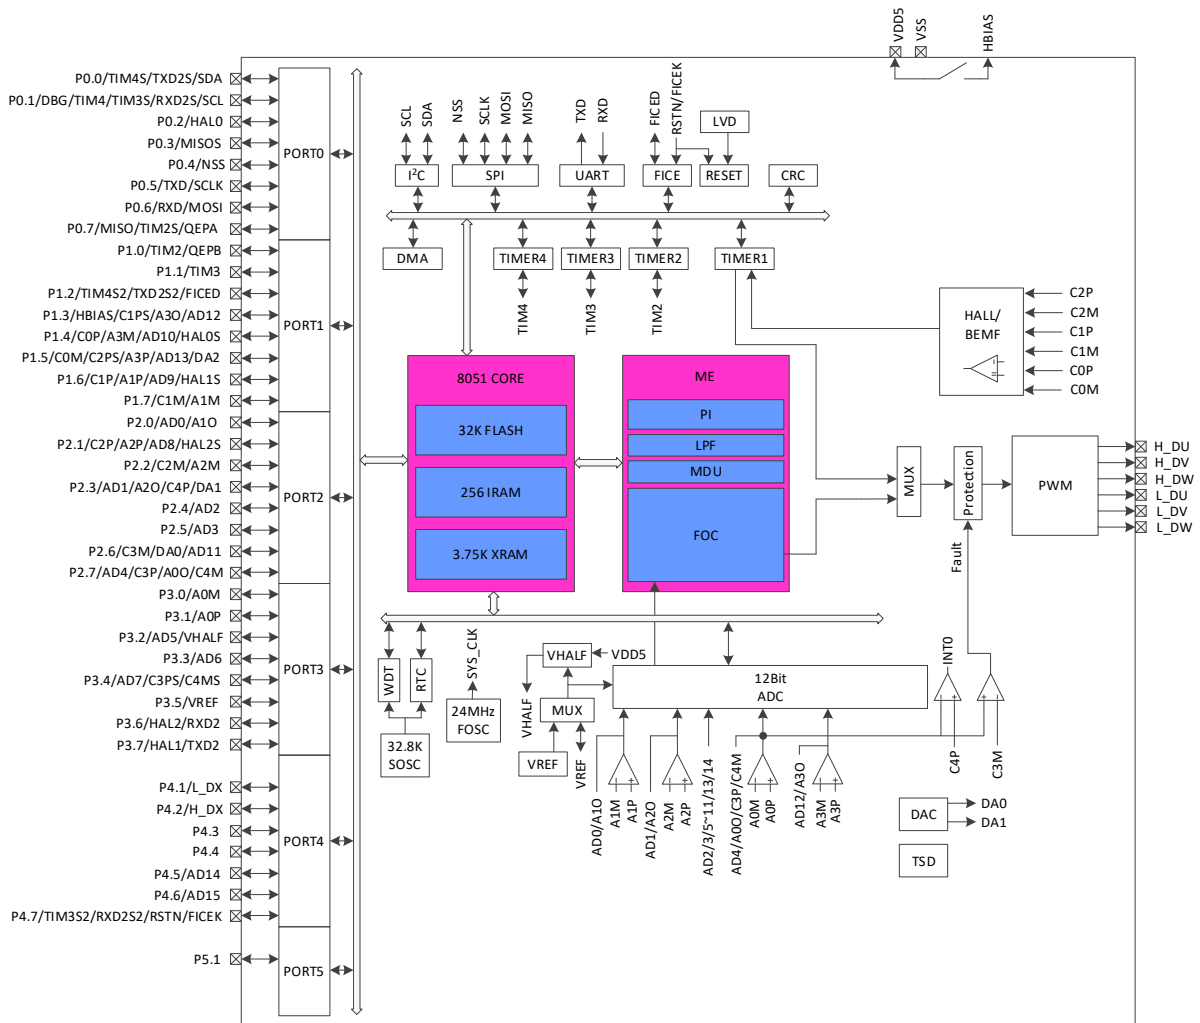 VDD5
VSS
HBIAS
P0.0/TIM4S/TXD2S/SDA
P0.1/DBG/TIM4/TIM3S/RXD2S/SCL
P0.2/HAL0
P0.3/MISOS
P0.4/NSS
P0.5/TXD/SCLK
P0.6/RXD/MOSI
P0.7/MISO/TIM2S/QEPA
PORT0
P1.0/TIM2/QEPB
P1.1/TIM3
P1.2/TIM4S2/TXD2S2/FICED
P1.3/HBIAS/C1PS/A3O/AD12
P1.4/C0P/A3M/AD10/HAL0S
P1.5/C0M/C2PS/A3P/AD13/DA2
P1.6/C1P/A1P/AD9/HAL1S
P1.7/C1M/A1M
PORT1
P2.0/AD0/A1O
P2.1/C2P/A2P/AD8/HAL2S
P2.2/C2M/A2M
P2.3/AD1/A2O/C4P/DA1
P2.4/AD2
P2.5/AD3
P2.6/C3M/DA0/AD11
P2.7/AD4/C3P/A0O/C4M
PORT2
P3.0/A0M
P3.1/A0P
P3.2/AD5/VHALF
P3.3/AD6
P3.4/AD7/C3PS/C4MS
P3.5/VREF
P3.6/HAL2/RXD2
P3.7/HAL1/TXD2
PORT3
P4.1/L_DX
P4.2/H_DX
P4.3
P4.4
P4.5/AD14
P4.6/AD15
P4.7/TIM3S2/RXD2S2/RSTN/FICEK
PORT4
P5.1
PORT5
SCL
SDA
NSS
SCLK
MOSI
MISO
TXD
RXD
FICED
RSTN/FICEK
LVD
I²C
SPI
UART
FICE
RESET
CRC
DMA
TIMER4
TIMER3
TIMER2
TIMER1
TIM4
TIM3
TIM2
HALL/
BEMF
C2P
C2M
C1P
C1M
C0P
C0M
8051 CORE
32K FLASH
256 IRAM
3.75K XRAM
ME
PI
LPF
MDU
FOC
MUX
Protection
PWM
H_DU
H_DV
H_DW
L_DU
L_DV
L_DW
Fault
WDT
RTC
SYS_CLK
24MHz
FOSC
32.8K
SOSC
VHALF
VDD5
VHALF
MUX
VREF
VREF
12Bit
ADC
INT0
C4P
C3M
AD0/A1O
A1M
A1P
AD1/A2O
A2M
A2P
AD2/3/5~11/13/14
AD4/A0O/C3P/C4M
A0M
A0P
AD12/A3O
A3M
A3P
DAC
DA0
DA1
TSD